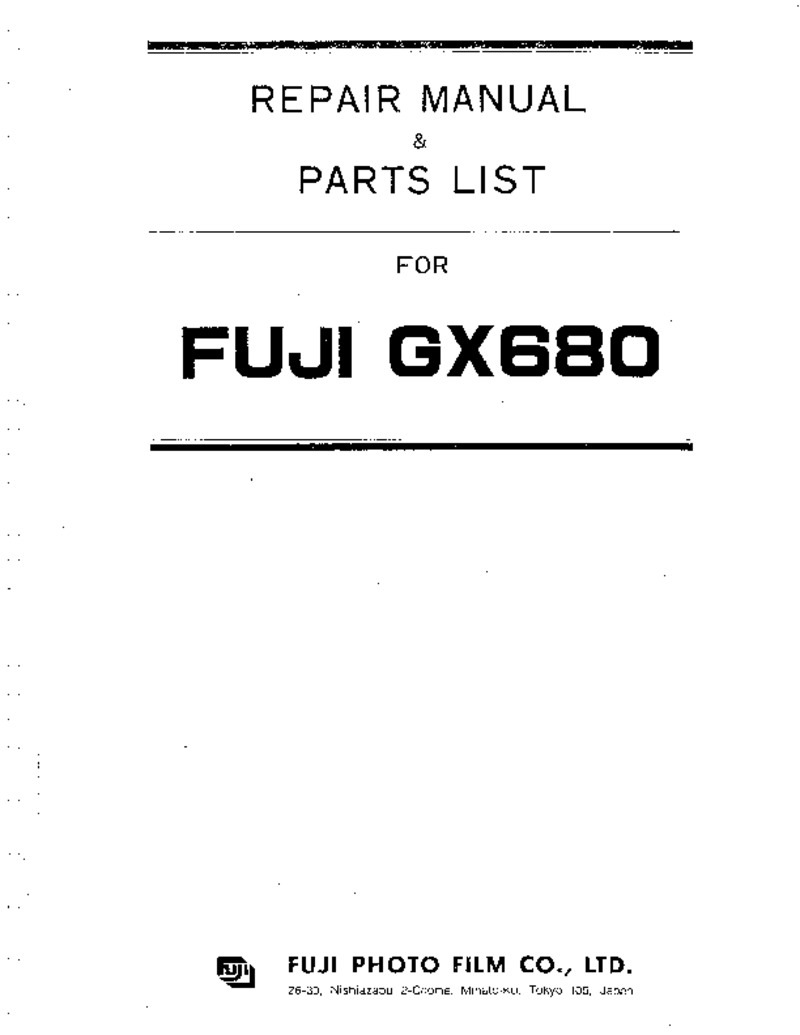 REPAIR MANUAL
&
PARTS LIST
FOR
FUJI GX680
FUJI
FUJI PHOTO FILM CO., LTD.
26-30, Nishiazabu 2-Chome, Minato-Ku, Tokyo 106, Japan